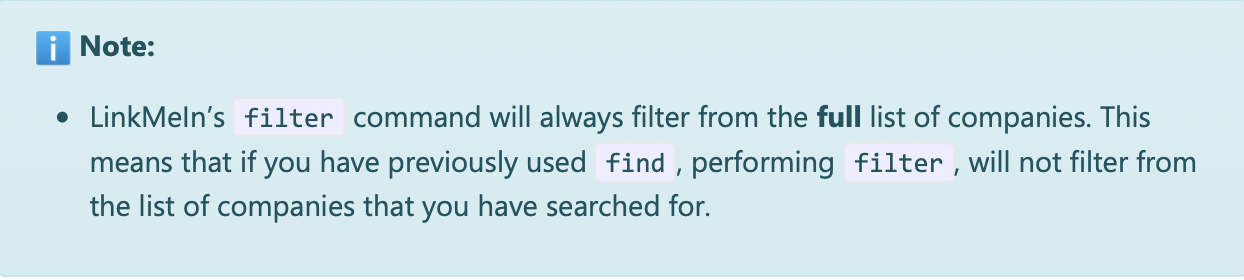 Note:
LinkMeIn’s filter command will always filter from the full list of companies. This
means that if you have previously used find, performing filter, will not filter from
the list of companies that you have searched for.